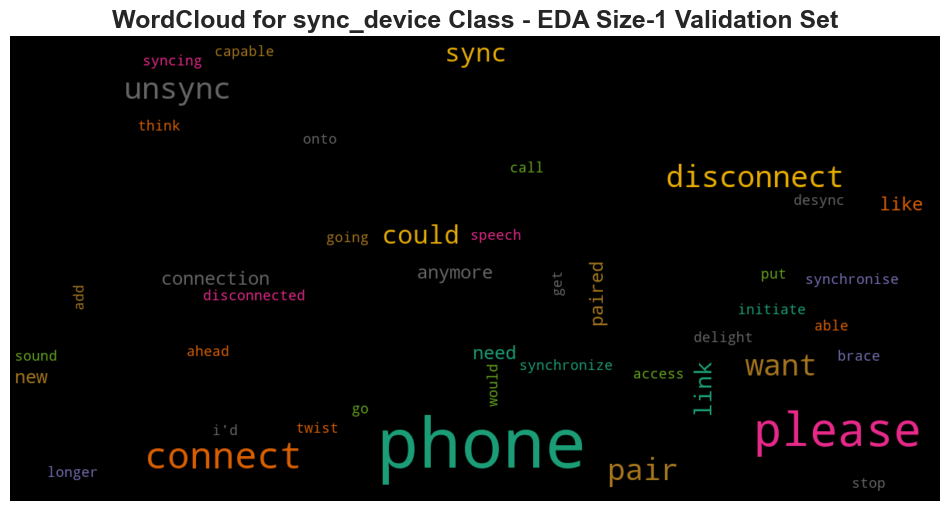 WordCloud for sync_device Class - EDA Size-1 Validation Set
capable
sync
syncing
unsync
think
onto
call
disconnect
desync
like
going
could
speech
connection
anymore
get
paired
put
synchronise
add
disconnected
initiate
able
delight
sound
ahead
need
synchronize
would
access
link
want
brace
new
go
i'd
twist
phone
please
connect
pair
longer
stop